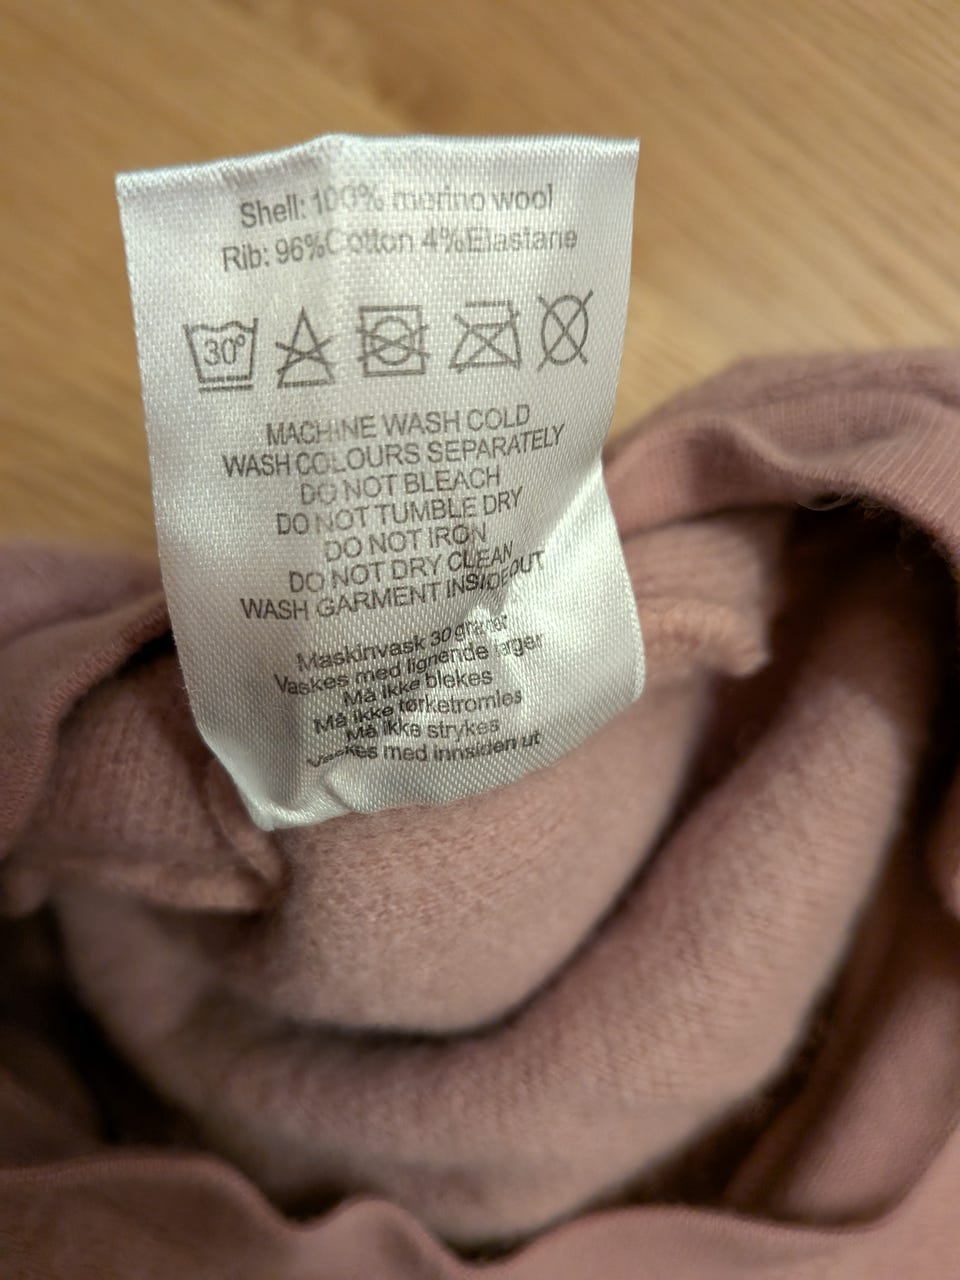 Shell: 100% merino wool
Rib: 96%Cotton 4%Elastane
30°
MACHINE WASH COLD
WASH COLOURS SEPARATELY
DO NOT BLEACH
DO NOT TUMBLE DRY
DO NOT IRON
DO NOT DRY CLEAN
WASH GARMENT INSIDEOUT
Maskinvask 30 grader
Vaskes med lignende farger
Må ikke blekes
Må ikke tørketromles
Må ikke strykes
Vaskes med innsiden ut